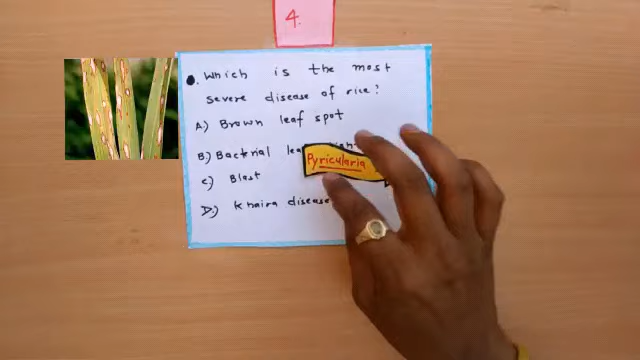 4.
Which is the most
severe disease of rice?
A) Brown leaf spot
B.) Bacterial
Pyricularia
C) Blast
D.) Khaira disease